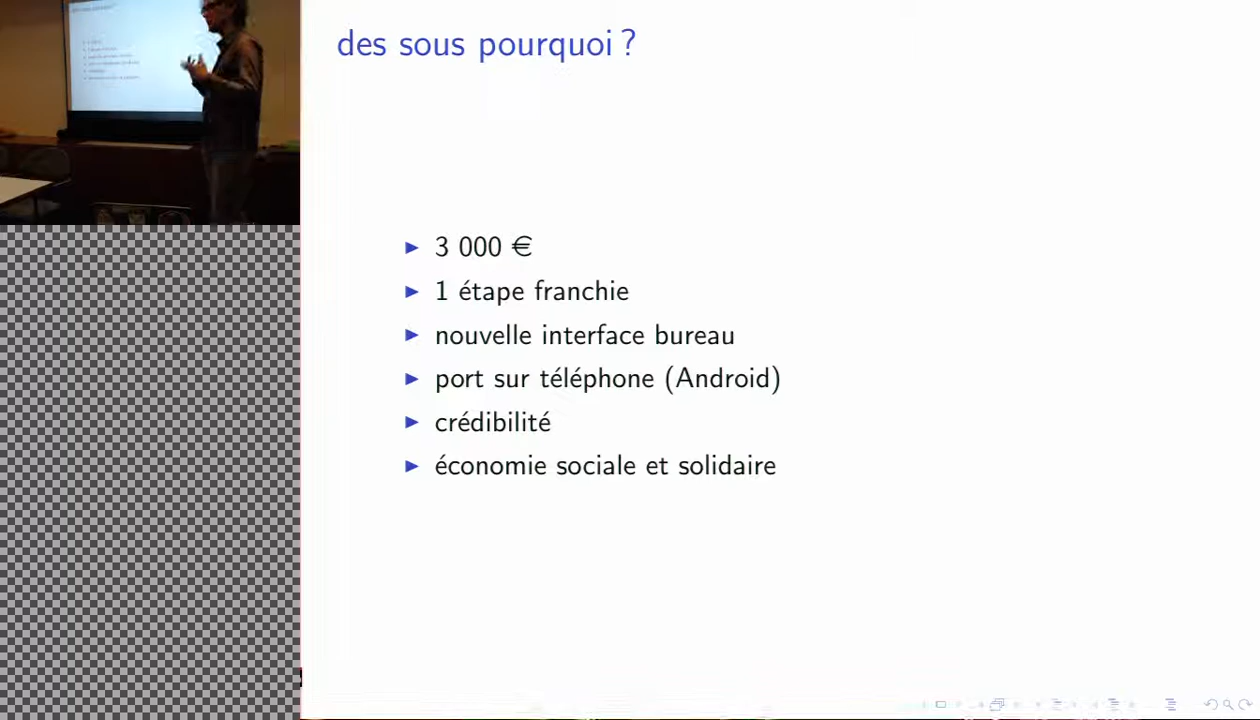 des sous pourquoi ?
3 000 €
1 étape franchie
nouvelle interface bureau
port sur téléphone (Android)
crédibilité
économie sociale et solidaire